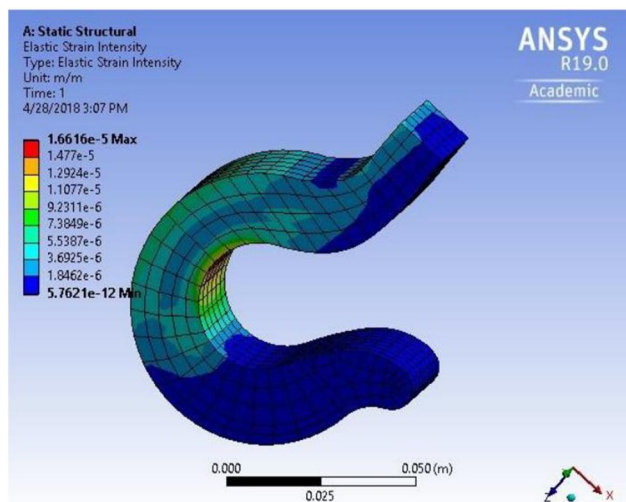 A: Static Structural
Elastic Strain Intensity
Type: Elastic Strain Intensity
Unit: m/m
Time: 1
4/28/2018 3:07 PM
ANSYS
R19.0
Academic
1.6616e-5 Max
1.477e-5
1.2924e-5
1.1077e-5
9.2311e-6
7.3849e-6
5.5387e-6
3.6925e-6
1.8462e-6
5.7621e-12 Min
0.000
0.050 (m)
0.025
Z
X